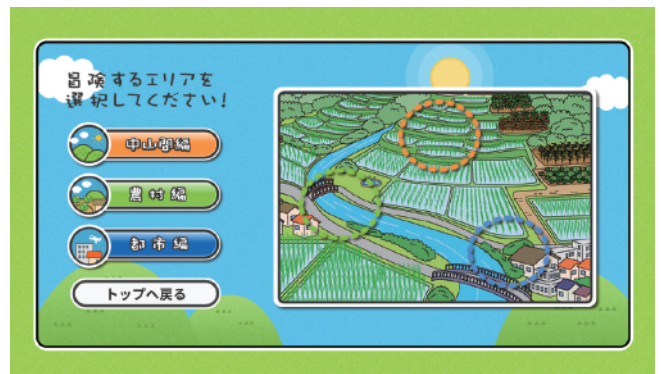 冒険するエリアを
選択してください!
中山間編
農村編
都市編
トップへ戻る